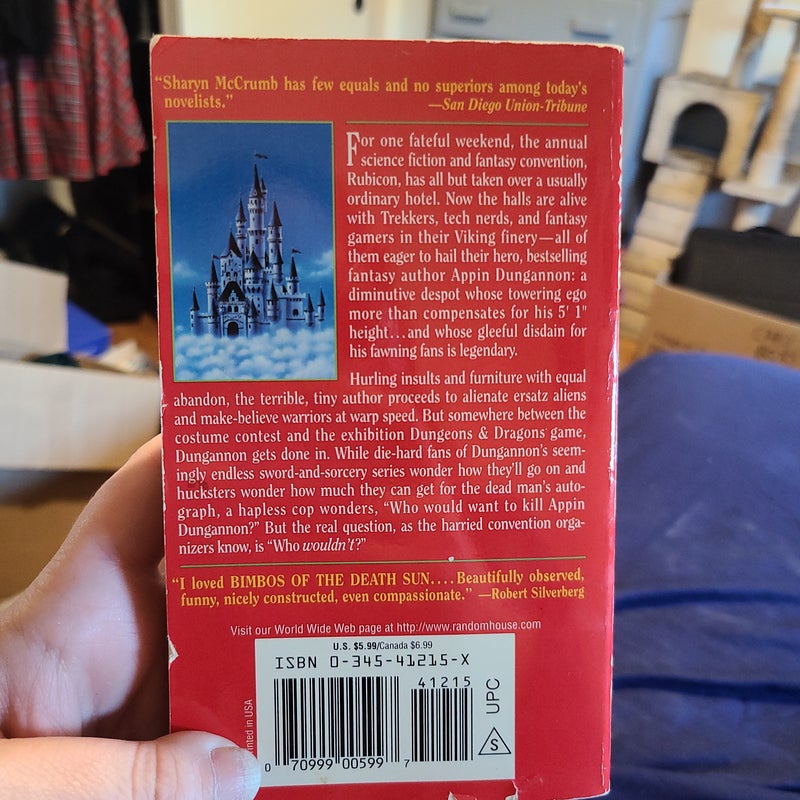 “Sharyn McCrumb has few equals and no superiors among today's
novelists.”
—San Diego Union-Tribune
For one fateful weekend, the annual
science fiction and fantasy convention,
Rubicon, has all but taken over a usually
ordinary hotel. Now the halls are alive
with Trekkers, tech nerds, and fantasy
gamers in their Viking finery—all of
them eager to hail their hero, bestselling
fantasy author Appin Dungannon: a
diminutive despot whose towering ego
more than compensates for his 5' 1"
height...and whose gleeful disdain for
his fawning fans is legendary.
Hurling insults and furniture with equal
abandon, the terrible, tiny author proceeds to alienate ersatz aliens
and make-believe warriors at warp speed. But somewhere between the
costume contest and the exhibition Dungeons & Dragons game,
Dungannon gets done in. While die-hard fans of Dungannon's seem-
ingly endless sword-and-sorcery series wonder how they'll go on and
hucksters wonder how much they can get for the dead man's auto-
graph, a hapless cop wonders, “Who would want to kill Appin
Dungannon?” But the real question, as the harried convention orga-
nizers know, is “Who wouldn't?”
“I loved BIMBOS OF THE DEATH SUN.... Beautifully observed,
funny, nicely constructed, even compassionate.” —Robert Silverberg
Visit our World Wide Web page at http://www.randomhouse.com
U.S. $5.99/Canada $6.99
ISBN 0-345-41215-X
41215
UPC
S
0 70999 00599 7
in USA